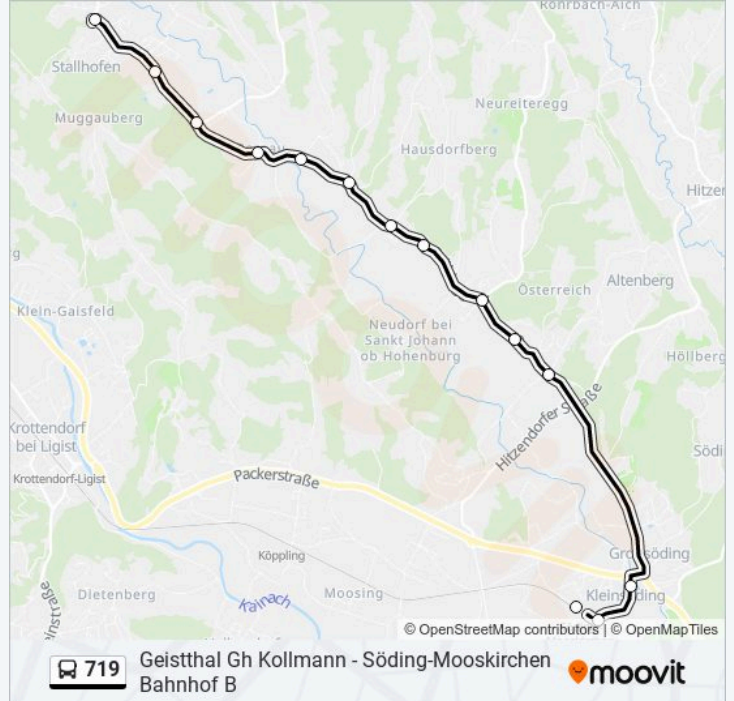 Rohrbach-Aich
Stallhofen
Neureiteregg
Muggauberg
Hausdorfberg
Hitzer
g
Altenberg
Österreich
Klein-Gaisfeld
Neudorf bei
Sankt Johann
ob Hohenburg
Höllberg
Hitzendorfer Straße
Krottendorf
bei Ligist
Södi
Krottendorf-Ligist
Packerstraße
Köppling
Großsöding
Dietenberg
Moosing
Kleinsöding
Kainach
einstraße
© OpenStreetMap contributors | © OpenMapTiles
719
Geistthal Gh Kollmann - Söding-Mooskirchen
Bahnhof B
moovit